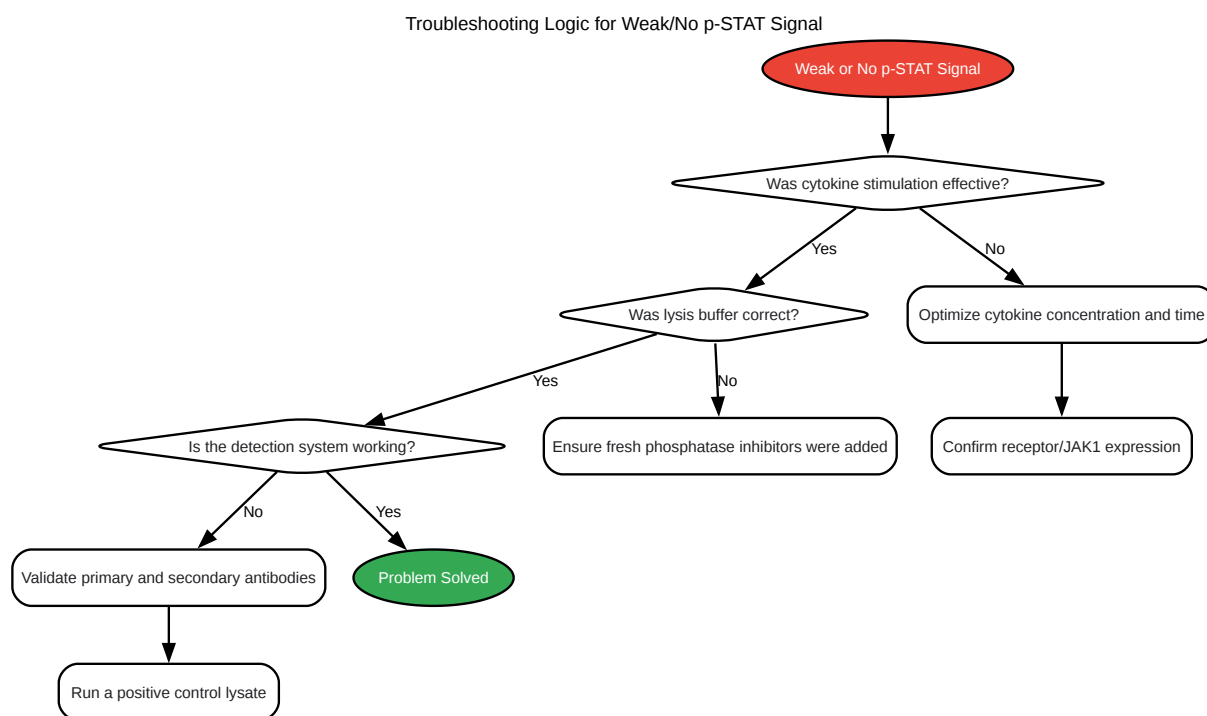 Troubleshooting Logic for Weak/No p-STAT Signal
Weak or No p-STAT Signal
Was cytokine stimulation effective?
Yes
No
Was lysis buffer correct?
Optimize cytokine concentration and time
Yes
No
Is the detection system working?
Ensure fresh phosphatase inhibitors were added
Confirm receptor/JAK1 expression
No
Yes
Validate primary and secondary antibodies
Problem Solved
Run a positive control lysate